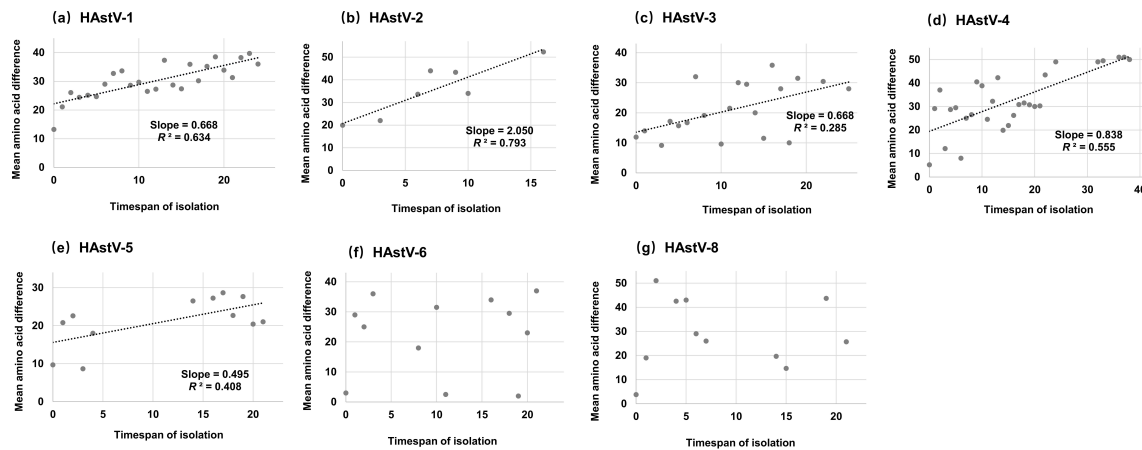 (a) HAstV-1
Mean amino acid difference
40
30
20
10
0
0 10 20
Slope = 0.668
R² = 0.634
Timespan of isolation
(b) HAstV-2
Mean amino acid difference
50
40
30
20
10
0
0 5 10 15
Slope = 2.050
R² = 0.793
Timespan of isolation
(c) HAstV-3
Mean amino acid difference
40
30
20
10
0
0 5 10 15 20 25
Slope = 0.668
R² = 0.285
Timespan of isolation
(d) HAstV-4
Mean amino acid difference
50
40
30
20
10
0
0 10 20 30 40
Slope = 0.838
R² = 0.555
Timespan of isolation
(e) HAstV-5
Mean amino acid difference
30
20
10
0
0 5 10 15 20
Slope = 0.495
R² = 0.408
Timespan of isolation
(f) HAstV-6
Mean amino acid difference
40
30
20
10
0
0 5 10 15 20
Timespan of isolation
(g) HAstV-8
Mean amino acid difference
50
40
30
20
10
0
0 5 10 15 20
Timespan of isolation